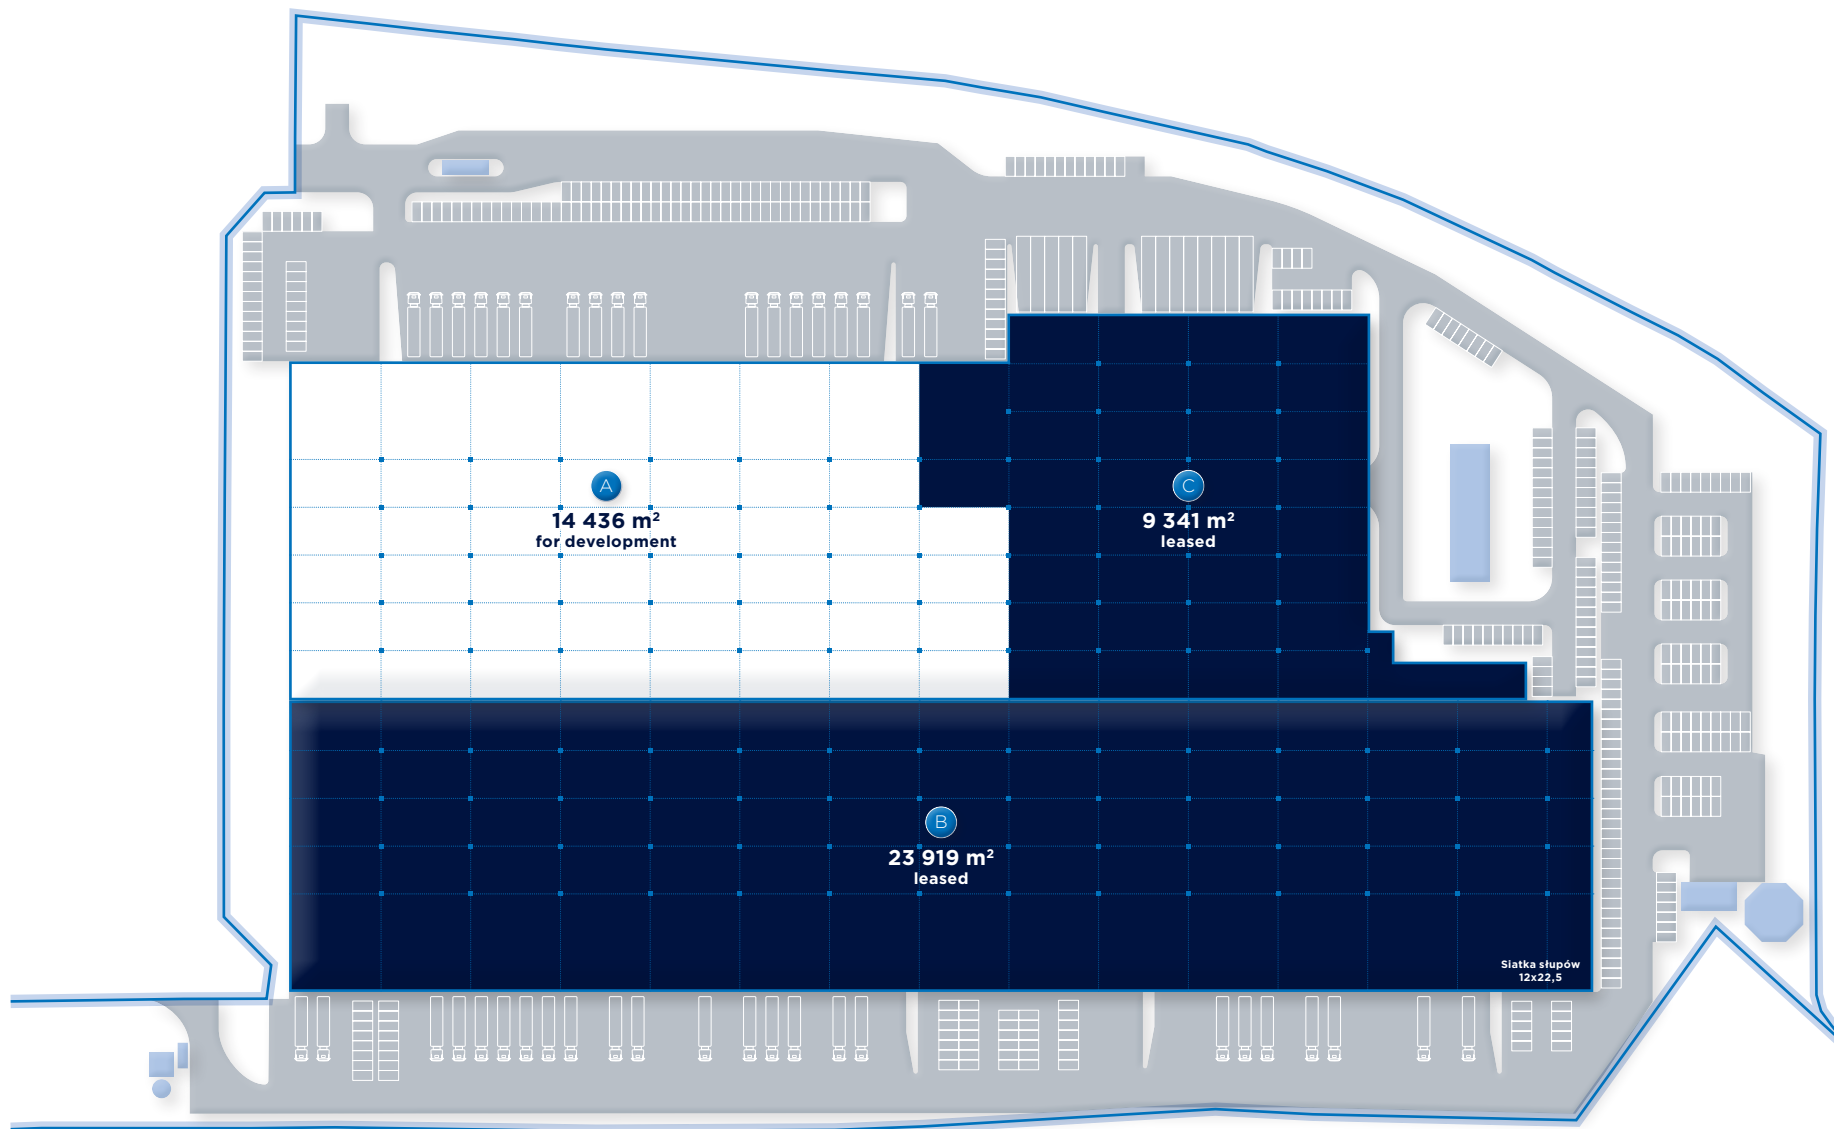 A
14 436 m²
for development
C
9 341 m²
leased
B
23 919 m²
leased
Siatka słupów
12x22,5